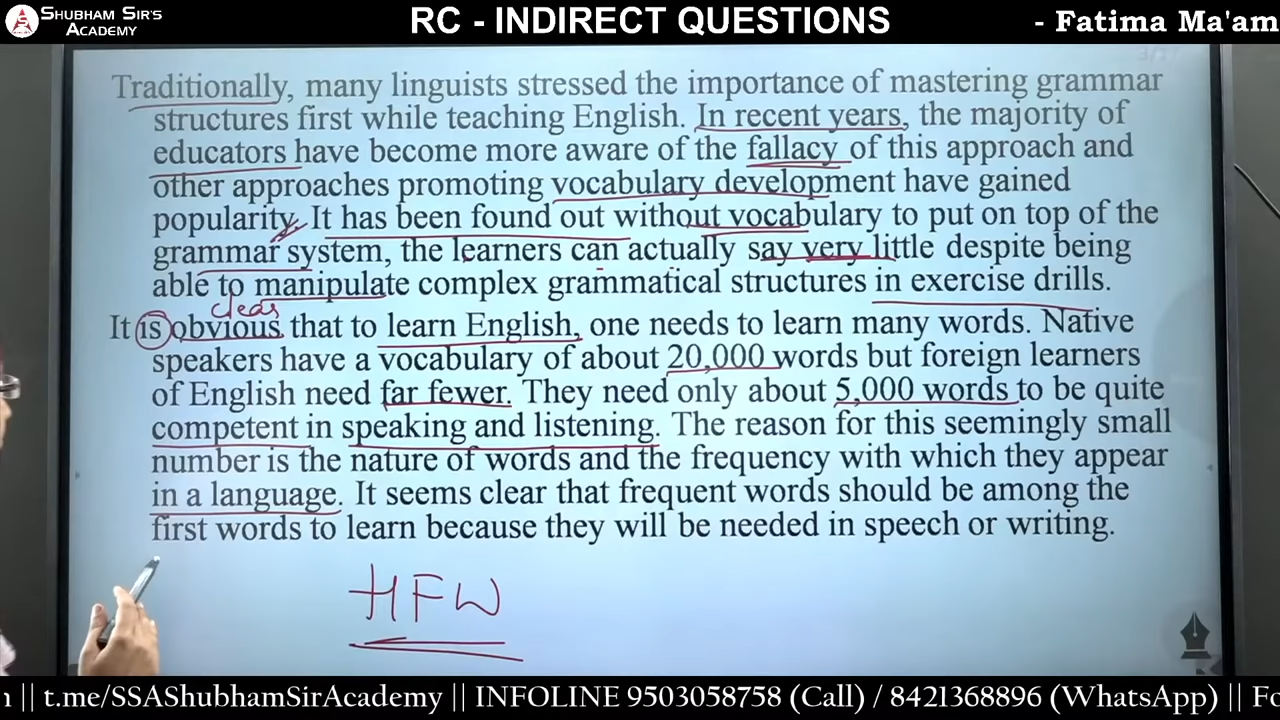 SHUBHAM SIR'S
ACADEMY
RC - INDIRECT QUESTIONS
- Fatima Ma'am
Traditionally, many linguists stressed the importance of mastering grammar
structures first while teaching English. In recent years, the majority of
educators have become more aware of the fallacy of this approach and
other approaches promoting vocabulary development have gained
popularity. It has been found out without vocabulary to put on top of the
grammar system, the learners can actually say very little despite being
able to manipulate complex grammatical structures in exercise drills.
clear
It is obvious that to learn English, one needs to learn many words. Native
speakers have a vocabulary of about 20,000 words but foreign learners
of English need far fewer. They need only about 5,000 words to be quite
competent in speaking and listening. The reason for this seemingly small
number is the nature of words and the frequency with which they appear
in a language. It seems clear that frequent words should be among the
first words to learn because they will be needed in speech or writing.
HFW
|| t.me/SSAShubhamSirAcademy || INFOLINE 9503058758 (Call) / 8421368896 (WhatsApp) ||